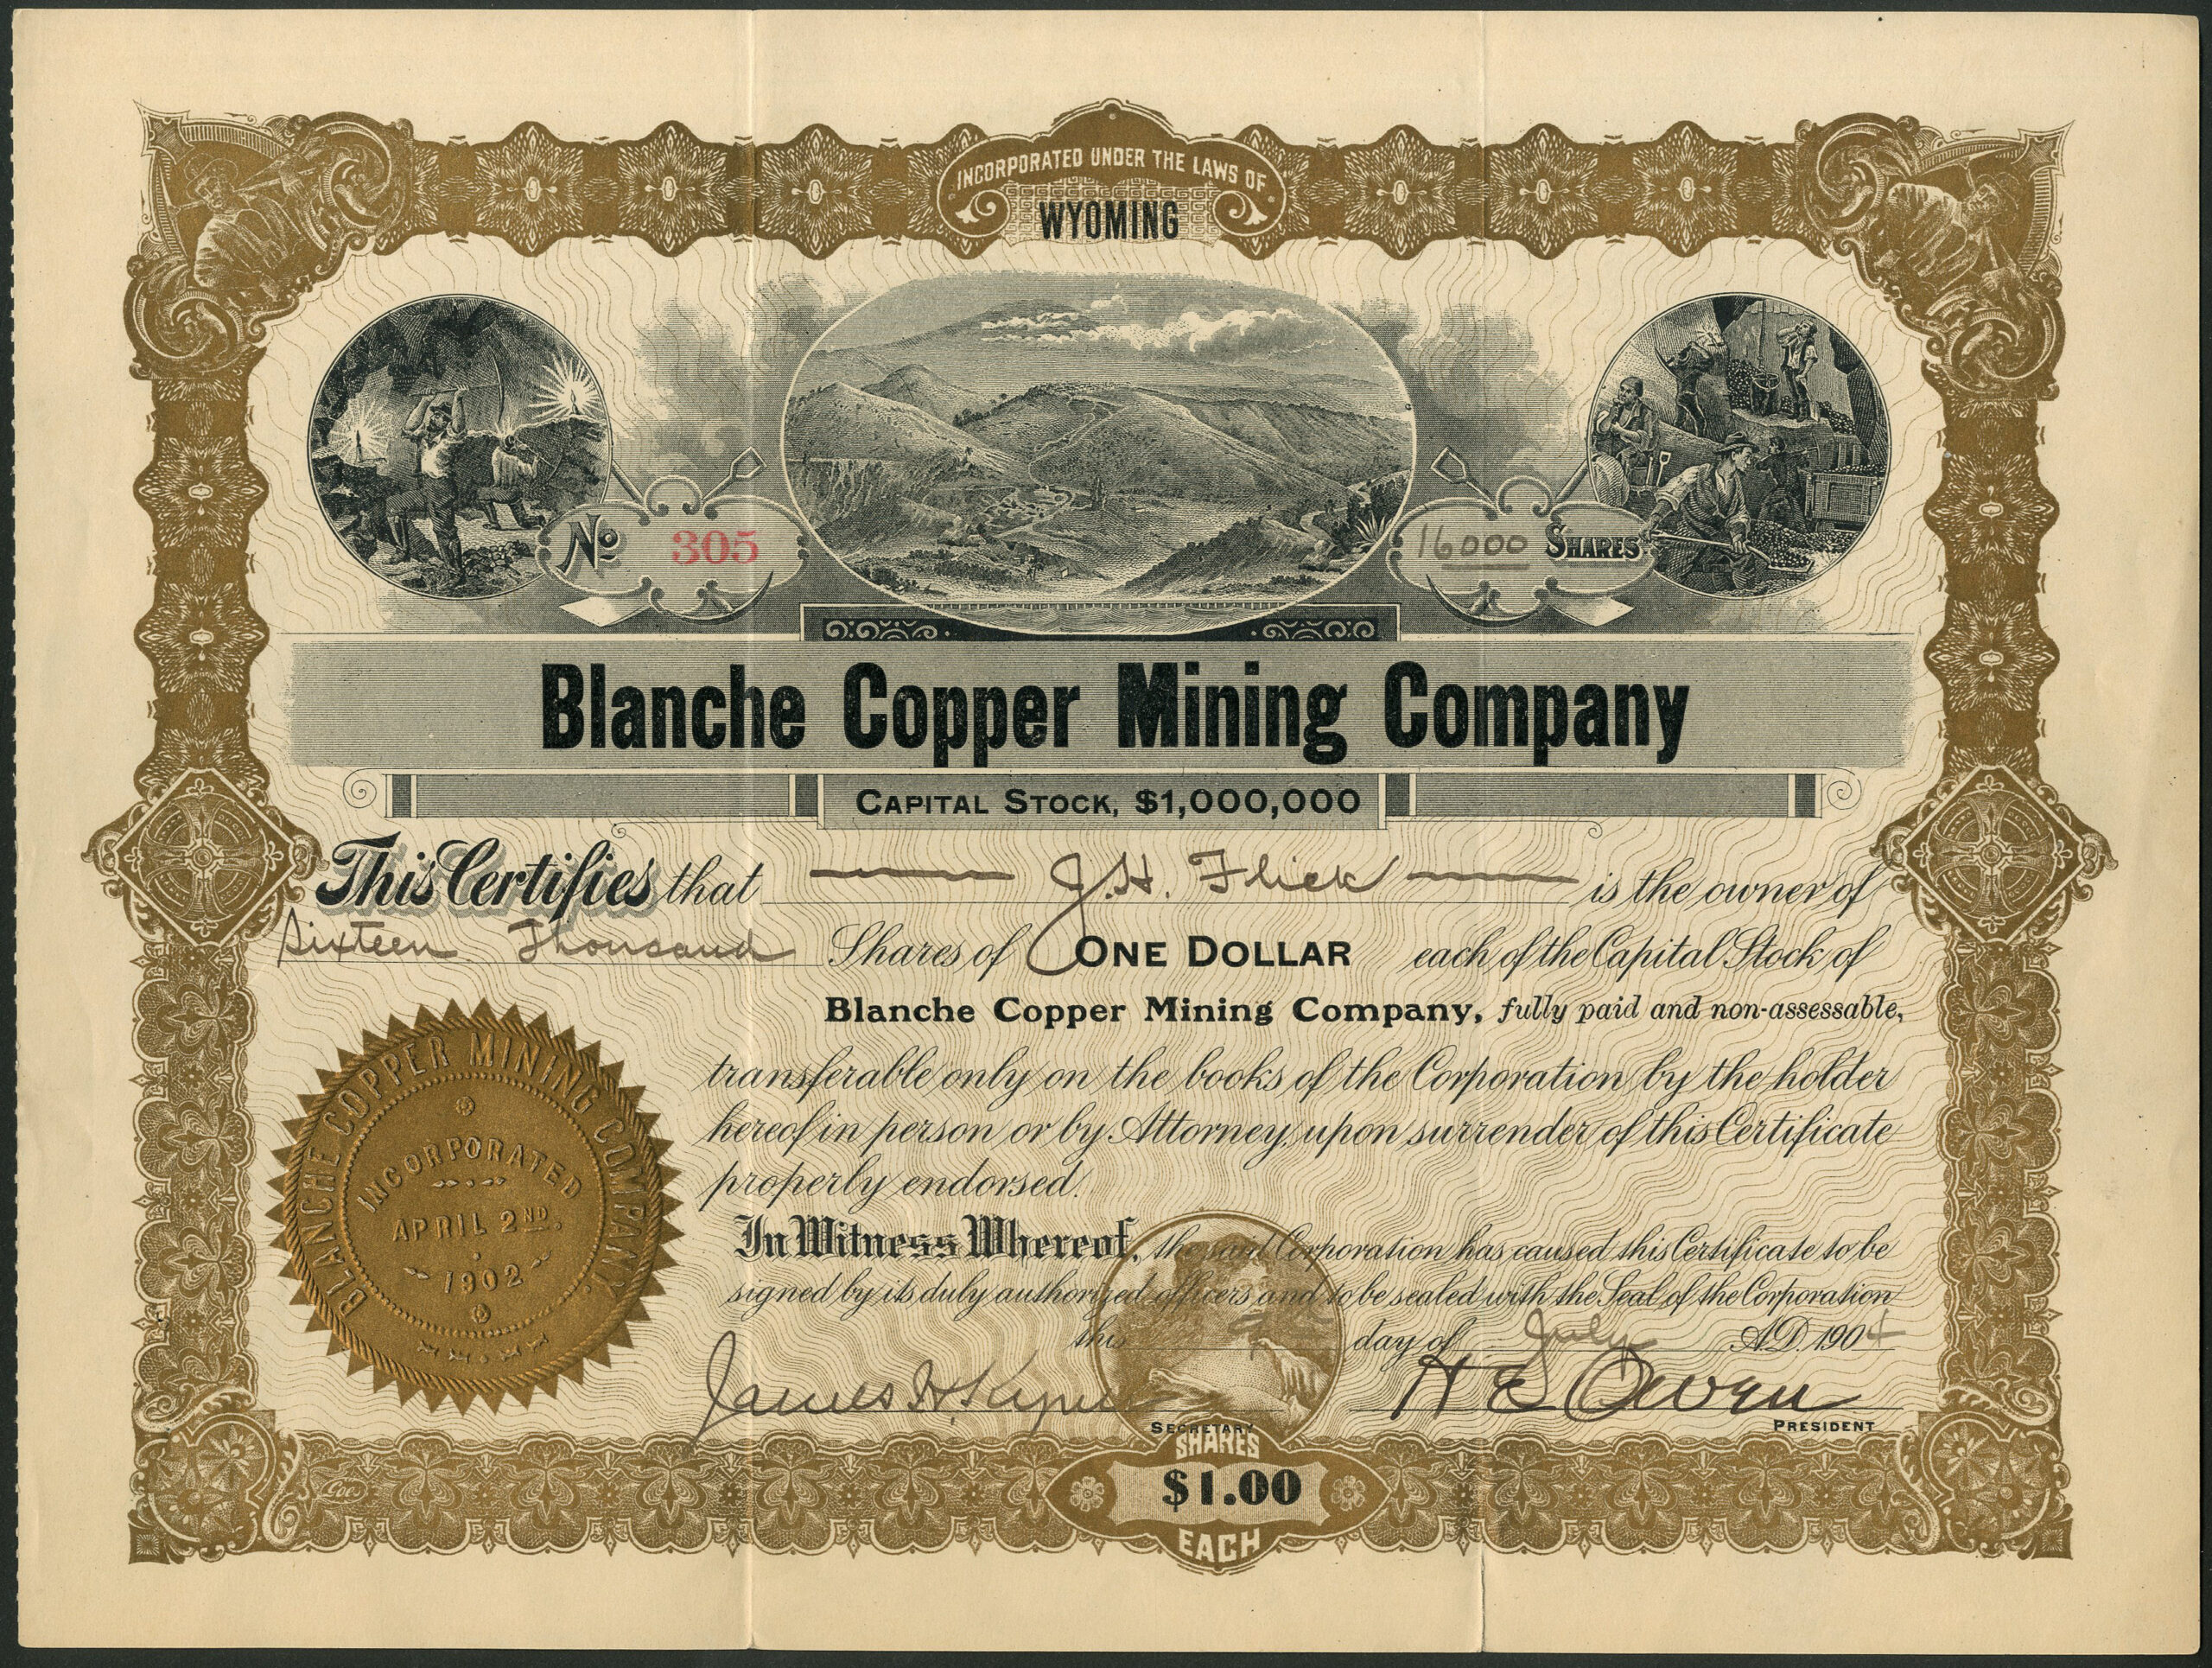 INCORPORATED UNDER THE LAWS OF
WYOMING
No 305
16000 SHARES
Blanche Copper Mining Company
CAPITAL STOCK, $1,000,000
This Certifies that J.H. Flick is the owner of
Sixteen Thousand Shares of ONE DOLLAR each of the Capital Stock of
Blanche Copper Mining Company, fully paid and non-assessable,
transferable only on the books of the Corporation by the holder
hereof in person or by Attorney, upon surrender of this Certificate
properly endorsed.
In Witness Whereof, the said Corporation has caused this Certificate to be
signed by its duly authorized officers and to be sealed with the Seal of the Corporation
this day of July A.D. 1904
James H. H E Owen
SECRETARY PRESIDENT
BLANCHE COPPER MINING COMPANY.
INCORPORATED
APRIL 2ND.
1902
SHARES
$1.00
EACH
Goes